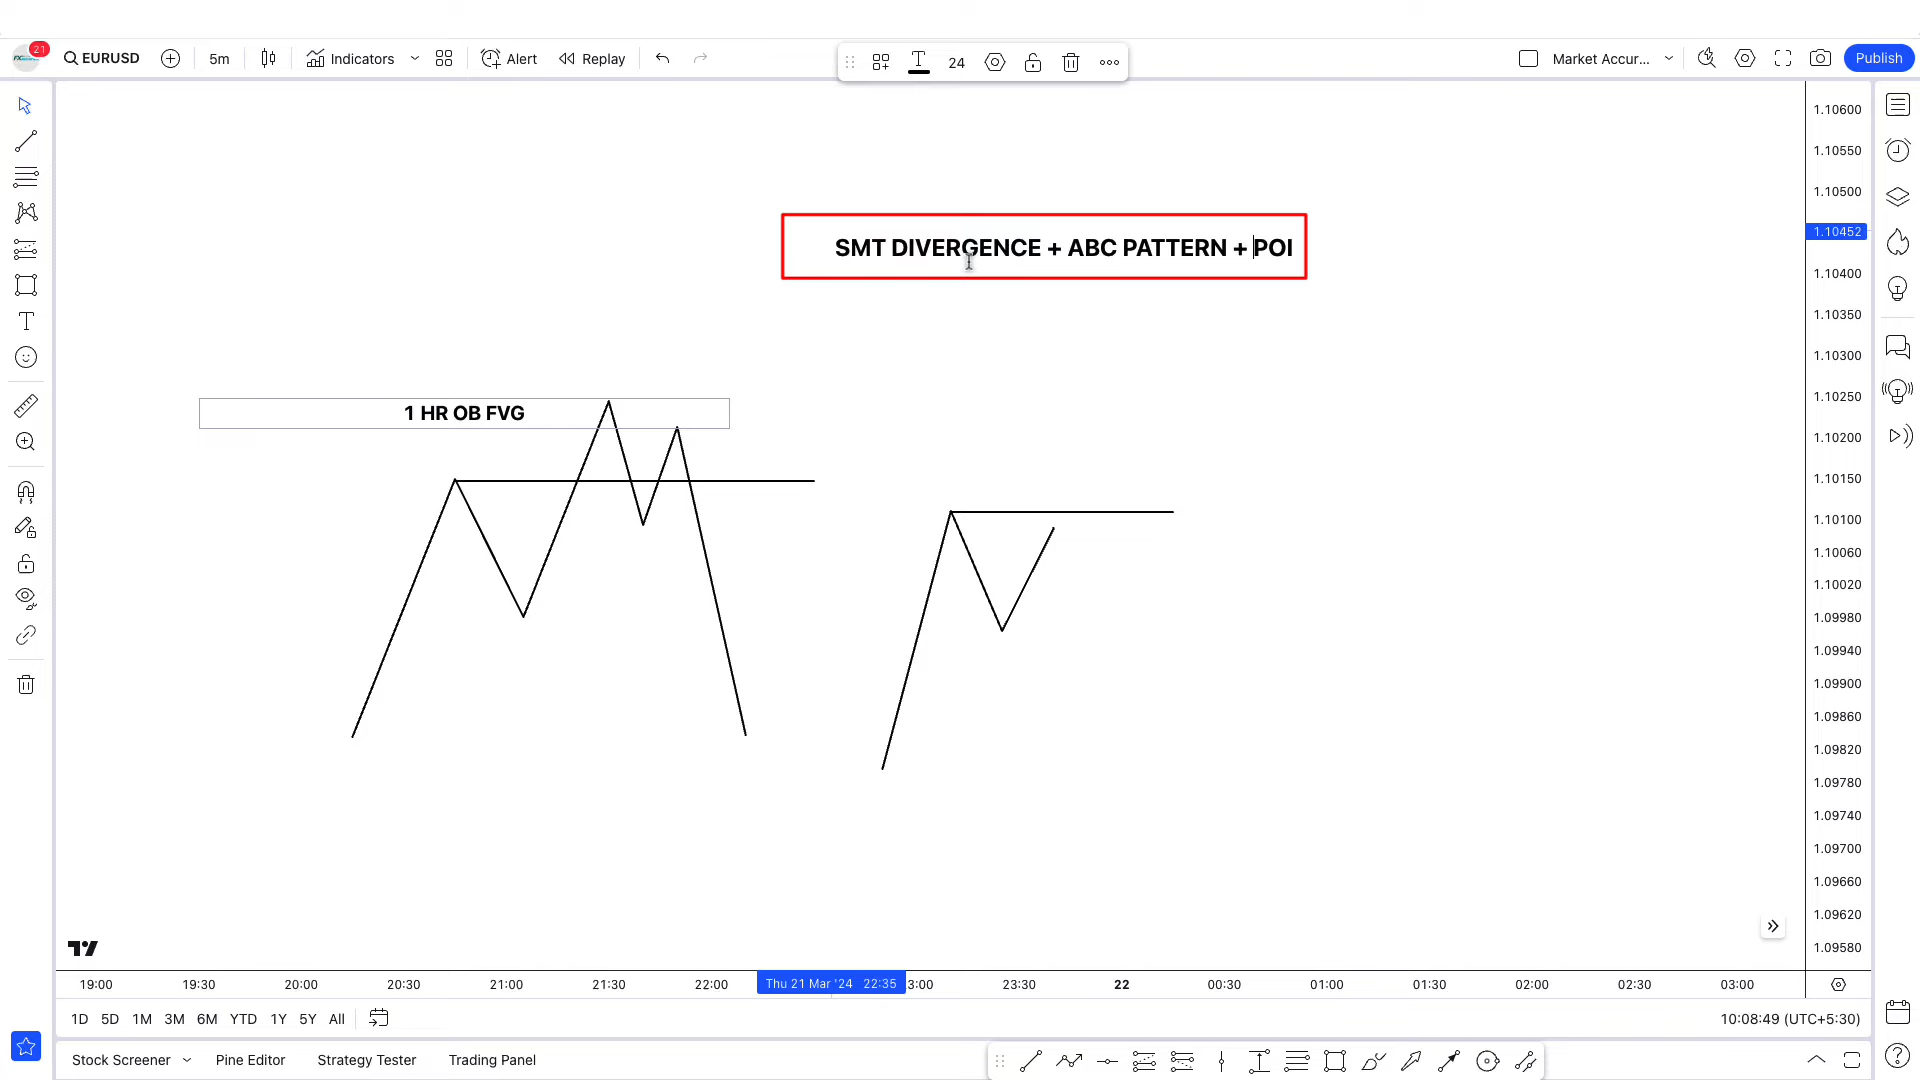 21
EURUSD
5m
Indicators
Alert
Replay
24
Market Accur...
Publish
SMT DIVERGENCE + ABC PATTERN + POI
1 HR OB FVG
1.10600
1.10550
1.10500
1.10452
1.10400
1.10350
1.10300
1.10250
1.10200
1.10150
1.10100
1.10060
1.10020
1.09980
1.09940
1.09900
1.09860
1.09820
1.09780
1.09740
1.09700
1.09660
1.09620
1.09580
19:00 19:30 20:00 20:30 21:00 21:30 22:00 Thu 21 Mar '24 22:35 3:00 23:30 22 00:30 01:00 01:30 02:00 02:30 03:00
1D 5D 1M 3M 6M YTD 1Y 5Y All
10:08:49 (UTC+5:30)
Stock Screener Pine Editor Strategy Tester Trading Panel